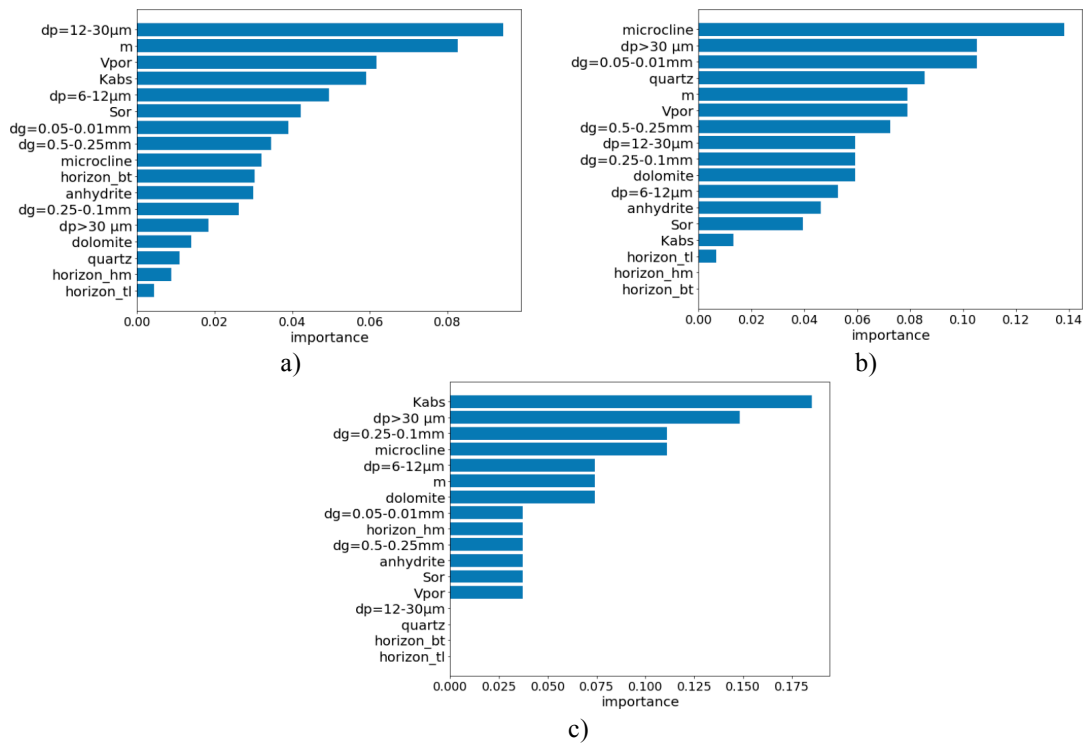 dp=12-30μm
m
Vpor
Kabs
dp=6-12μm
Sor
dg=0.05-0.01mm
dg=0.5-0.25mm
microcline
horizon_bt
anhydrite
dg=0.25-0.1mm
dp>30 μm
dolomite
quartz
horizon_hm
horizon_tl
0.00 0.02 0.04 0.06 0.08
importance
a)
microcline
dp>30 μm
dg=0.05-0.01mm
quartz
m
Vpor
dg=0.5-0.25mm
dp=12-30μm
dg=0.25-0.1mm
dolomite
dp=6-12μm
anhydrite
Sor
Kabs
horizon_tl
horizon_hm
horizon_bt
0.00 0.02 0.04 0.06 0.08 0.10 0.12 0.14
importance
b)
Kabs
dp>30 μm
dg=0.25-0.1mm
microcline
dp=6-12μm
m
dolomite
dg=0.05-0.01mm
horizon_hm
dg=0.5-0.25mm
anhydrite
Sor
Vpor
dp=12-30μm
quartz
horizon_bt
horizon_tl
0.000 0.025 0.050 0.075 0.100 0.125 0.150 0.175
importance
c)